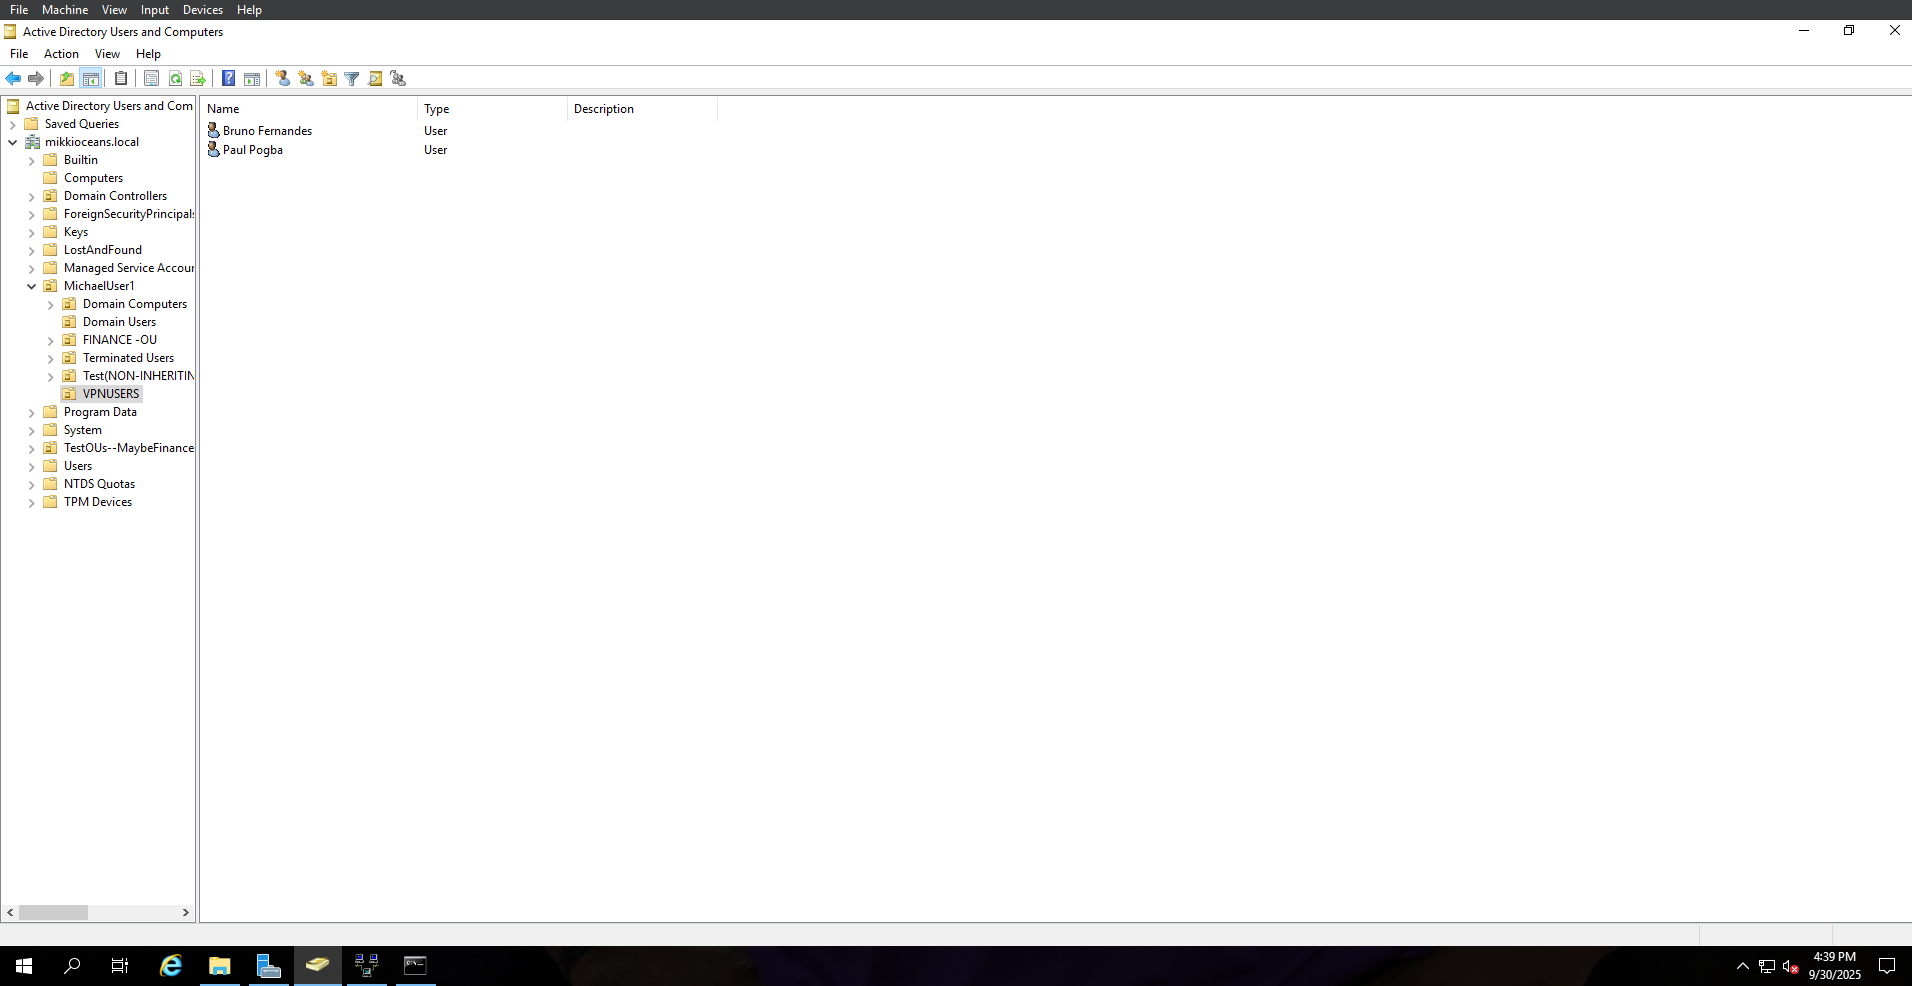 File Machine View Input Devices Help
Active Directory Users and Computers
File Action View Help
Active Directory Users and Com
Saved Queries
mikkioceans.local
Builtin
Computers
Domain Controllers
ForeignSecurityPrincipals
Keys
LostAndFound
Managed Service Accour
MichaelUser1
Domain Computers
Domain Users
FINANCE -OU
Terminated Users
Test(NON-INHERITIN
VPNUSERS
Program Data
System
TestOUs--MaybeFinance
Users
NTDS Quotas
TPM Devices
Name Type Description
Bruno Fernandes User
Paul Pogba User
4:39 PM
9/30/2025